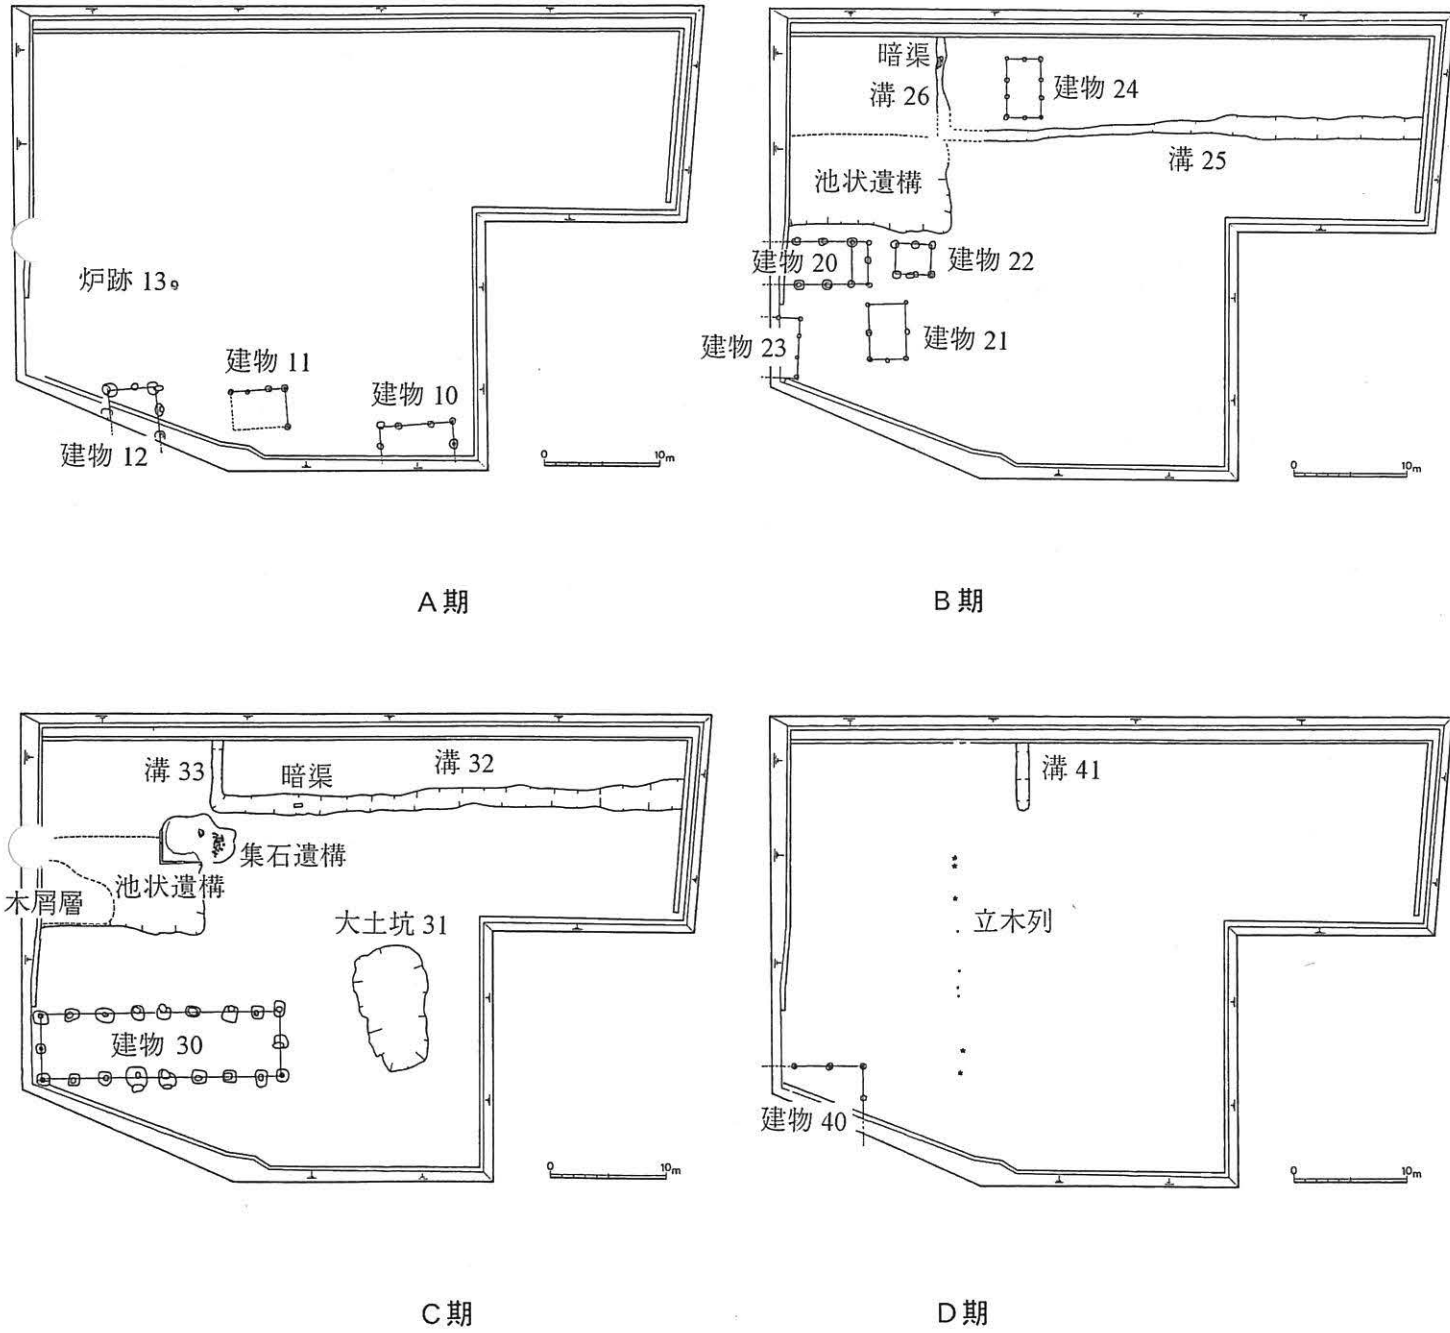 炉跡 13
建物 11
建物 10
建物 12
0 10m
A期
暗渠
溝 26
建物 24
溝 25
池状遺構
建物 20
建物 22
建物 23
建物 21
0 10m
B期
溝 33
暗渠
溝 32
集石遺構
池状遺構
木屑層
大土坑 31
建物 30
0 10m
C期
溝 41
立木列
建物 40
0 10m
D期